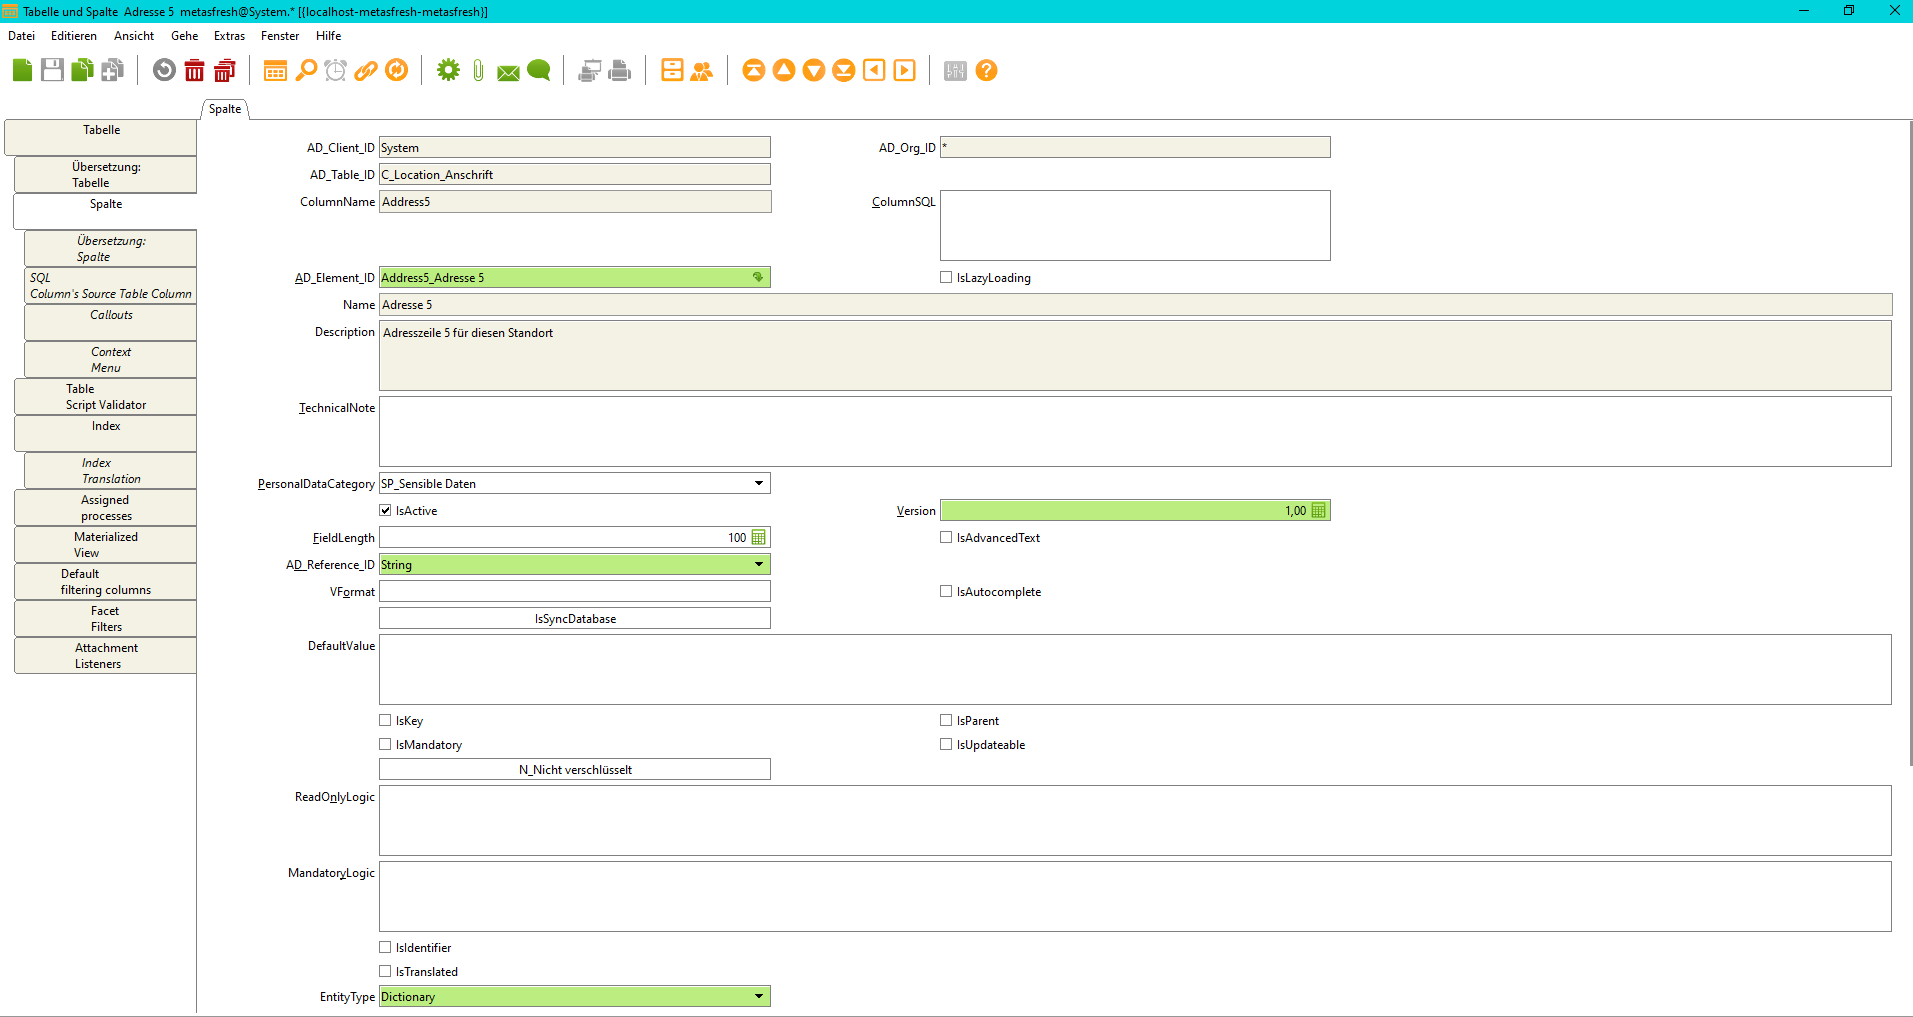 Tabelle und Spalte  Adresse 5  metasfresh@System.* [{localhost-metasfresh-metasfresh}]
Datei Editieren Ansicht Gehe Extras Fenster Hilfe
Spalte
Tabelle
Übersetzung:
Tabelle
Spalte
Übersetzung:
Spalte
SQL
Column's Source Table Column
Callouts
Context
Menu
Table
Script Validator
Index
Index
Translation
Assigned
processes
Materialized
View
Default
filtering columns
Facet
Filters
Attachment
Listeners
AD_Client_ID System AD_Org_ID *
AD_Table_ID C_Location_Anschrift
ColumnName Address5 ColumnSQL
AD_Element_ID Address5_Adresse 5 IsLazyLoading
Name Adresse 5
Description Adresszeile 5 für diesen Standort
TechnicalNote
PersonalDataCategory SP_Sensible Daten
IsActive Version 1,00
FieldLength 100 IsAdvancedText
AD_Reference_ID String
VFormat IsAutocomplete
IsSyncDatabase
DefaultValue
IsKey IsParent
IsMandatory IsUpdateable
N_Nicht verschlüsselt
ReadOnlyLogic
MandatoryLogic
IsIdentifier
IsTranslated
EntityType Dictionary